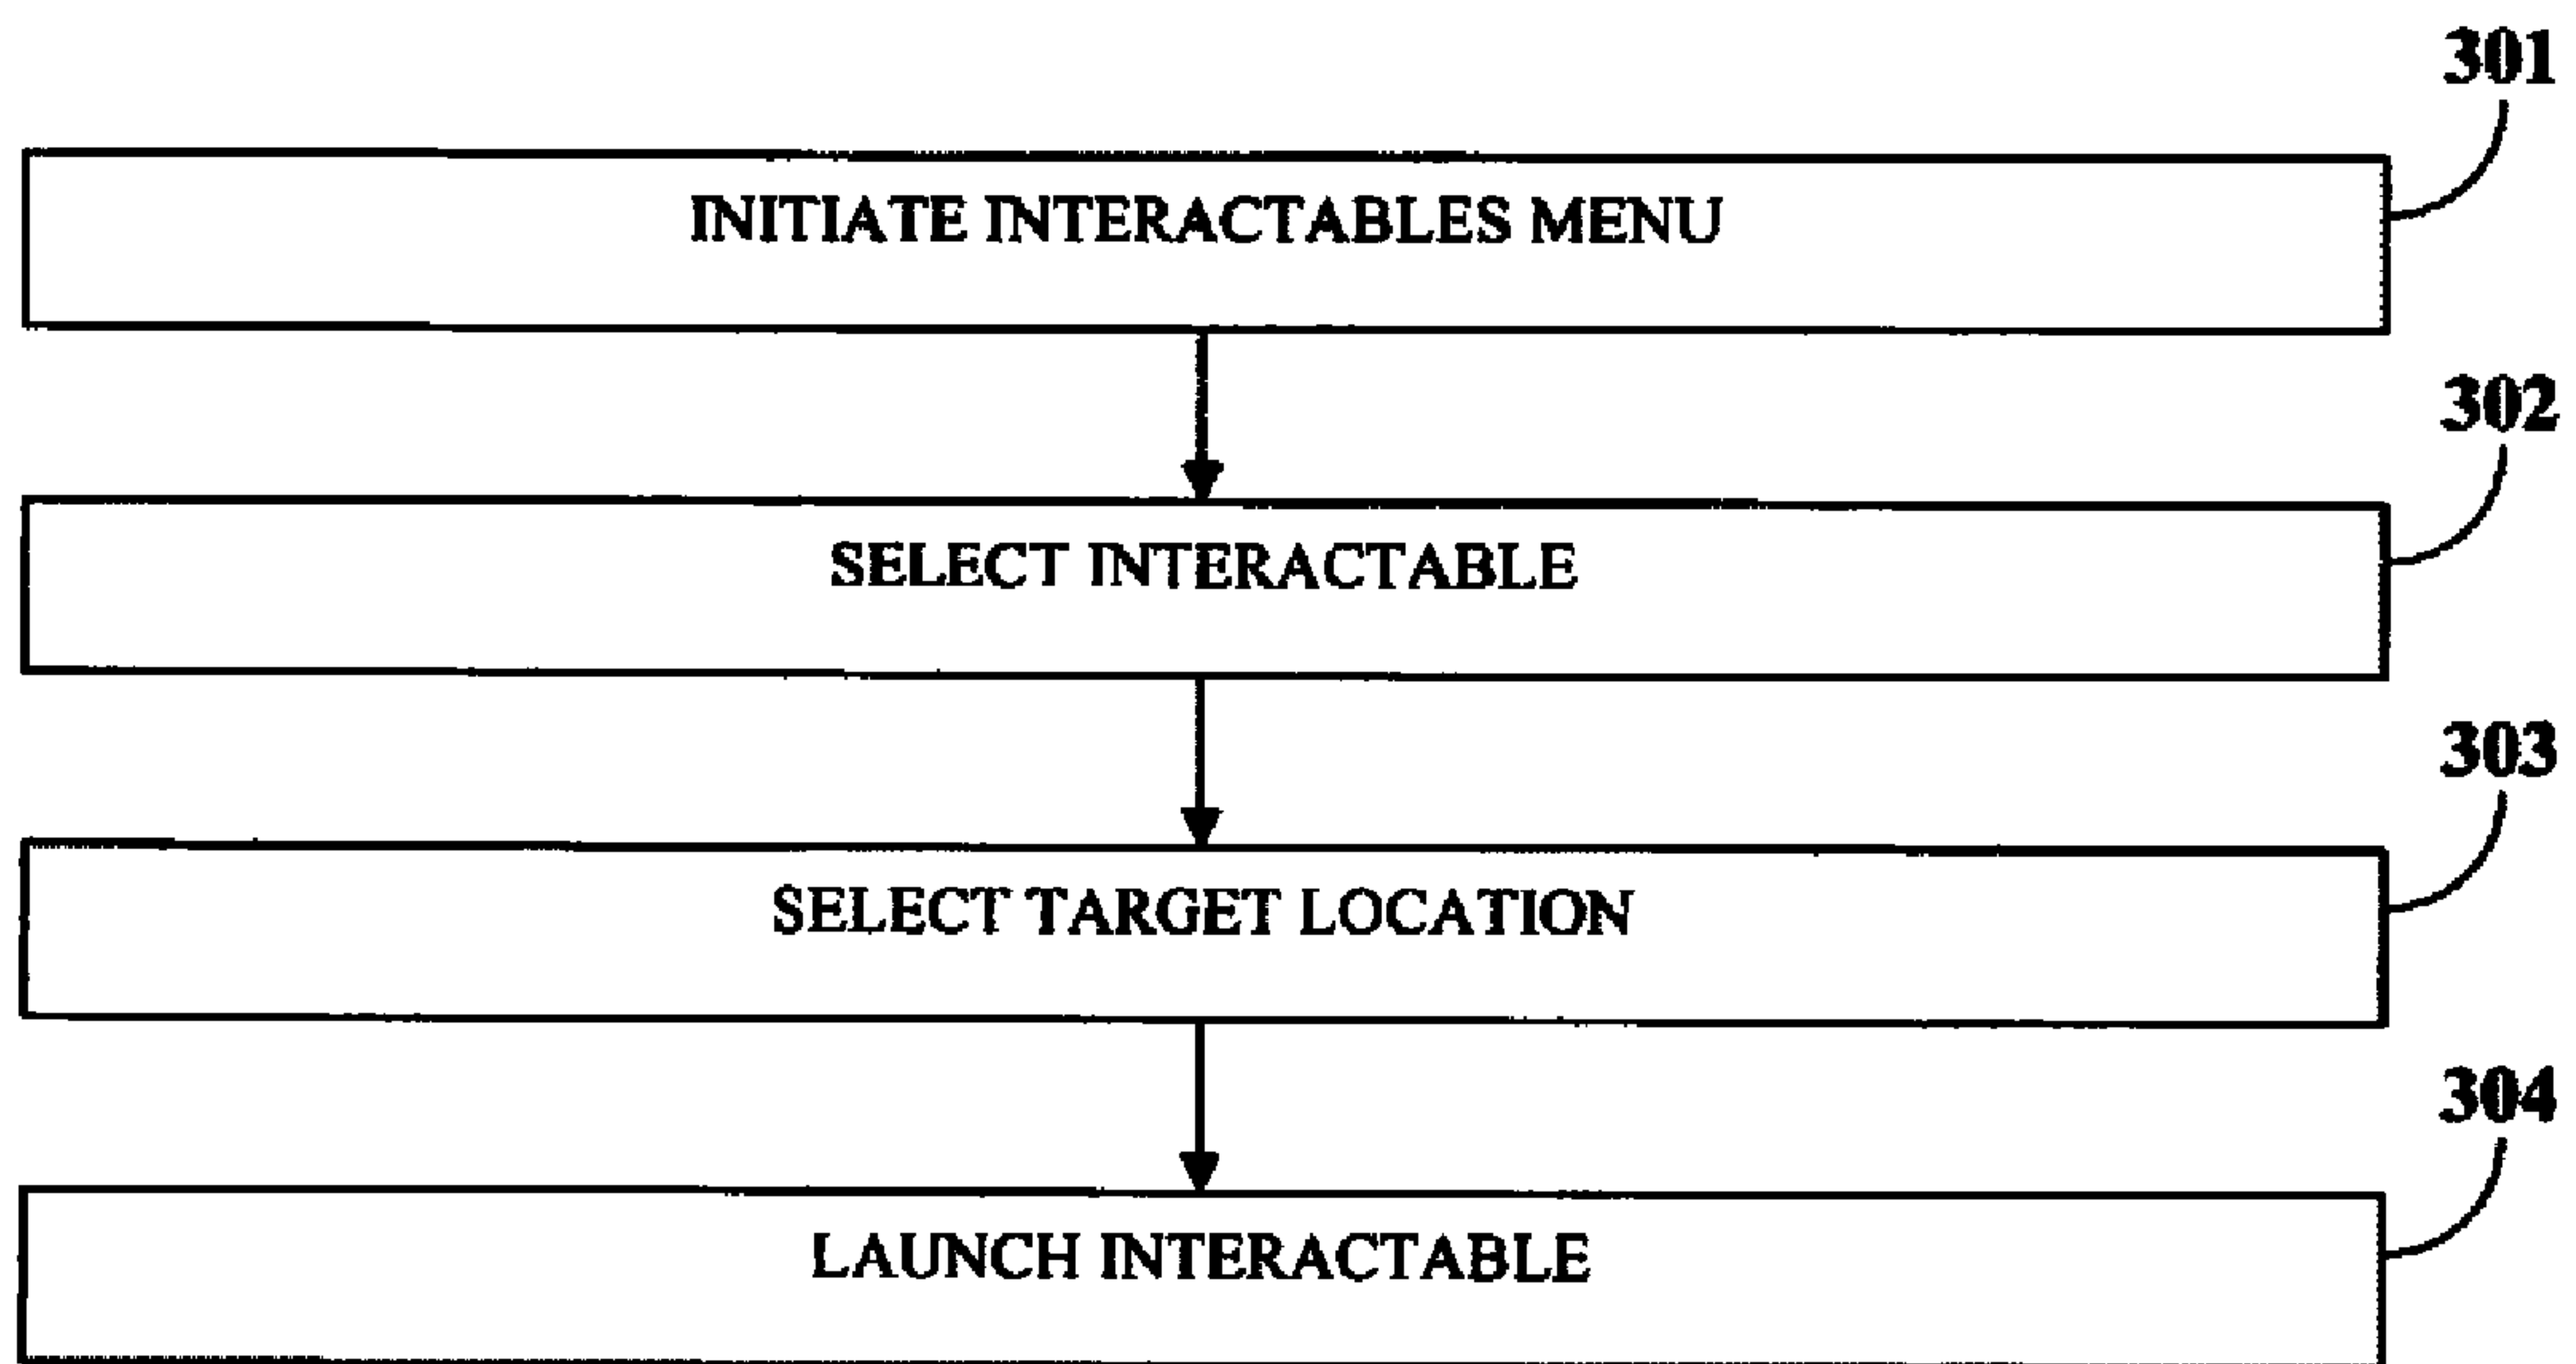 301
INITIATE INTERACTABLES MENU
302
SELECT INTERACTABLE
303
SELECT TARGET LOCATION
304
LAUNCH INTERACTABLE